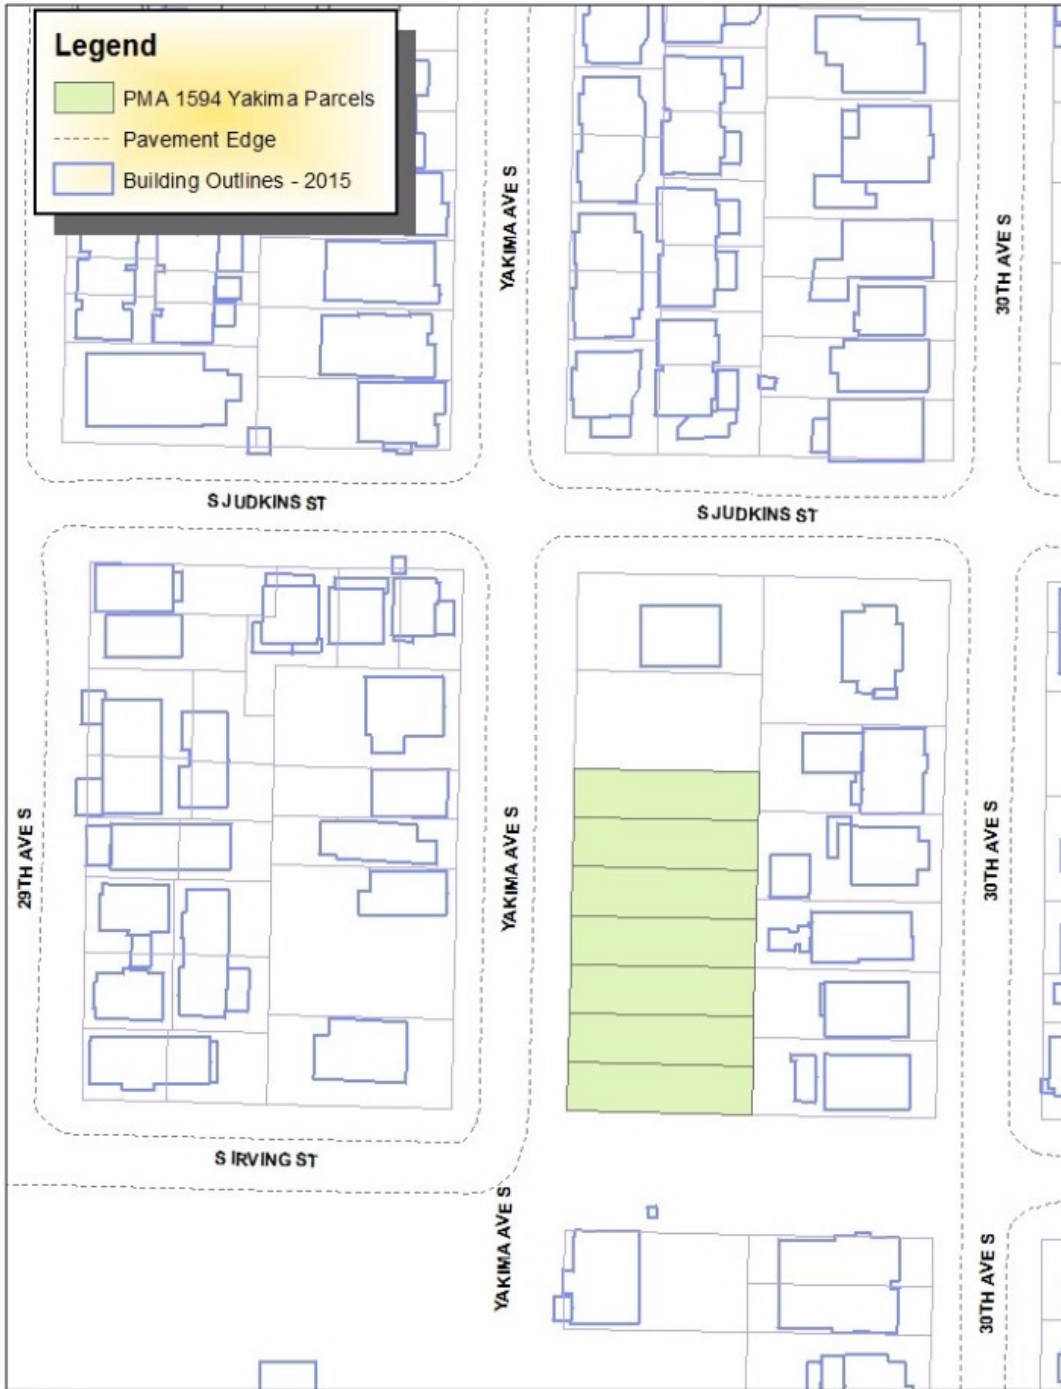 Legend
PMA 1594 Yakima Parcels
Pavement Edge
Building Outlines - 2015
YAKIMA AVE S
30TH AVE S
S JUDKINS ST
S JUDKINS ST
29TH AVE S
YAKIMA AVE S
30TH AVE S
S IRVING ST
YAKIMA AVE S
30TH AVE S